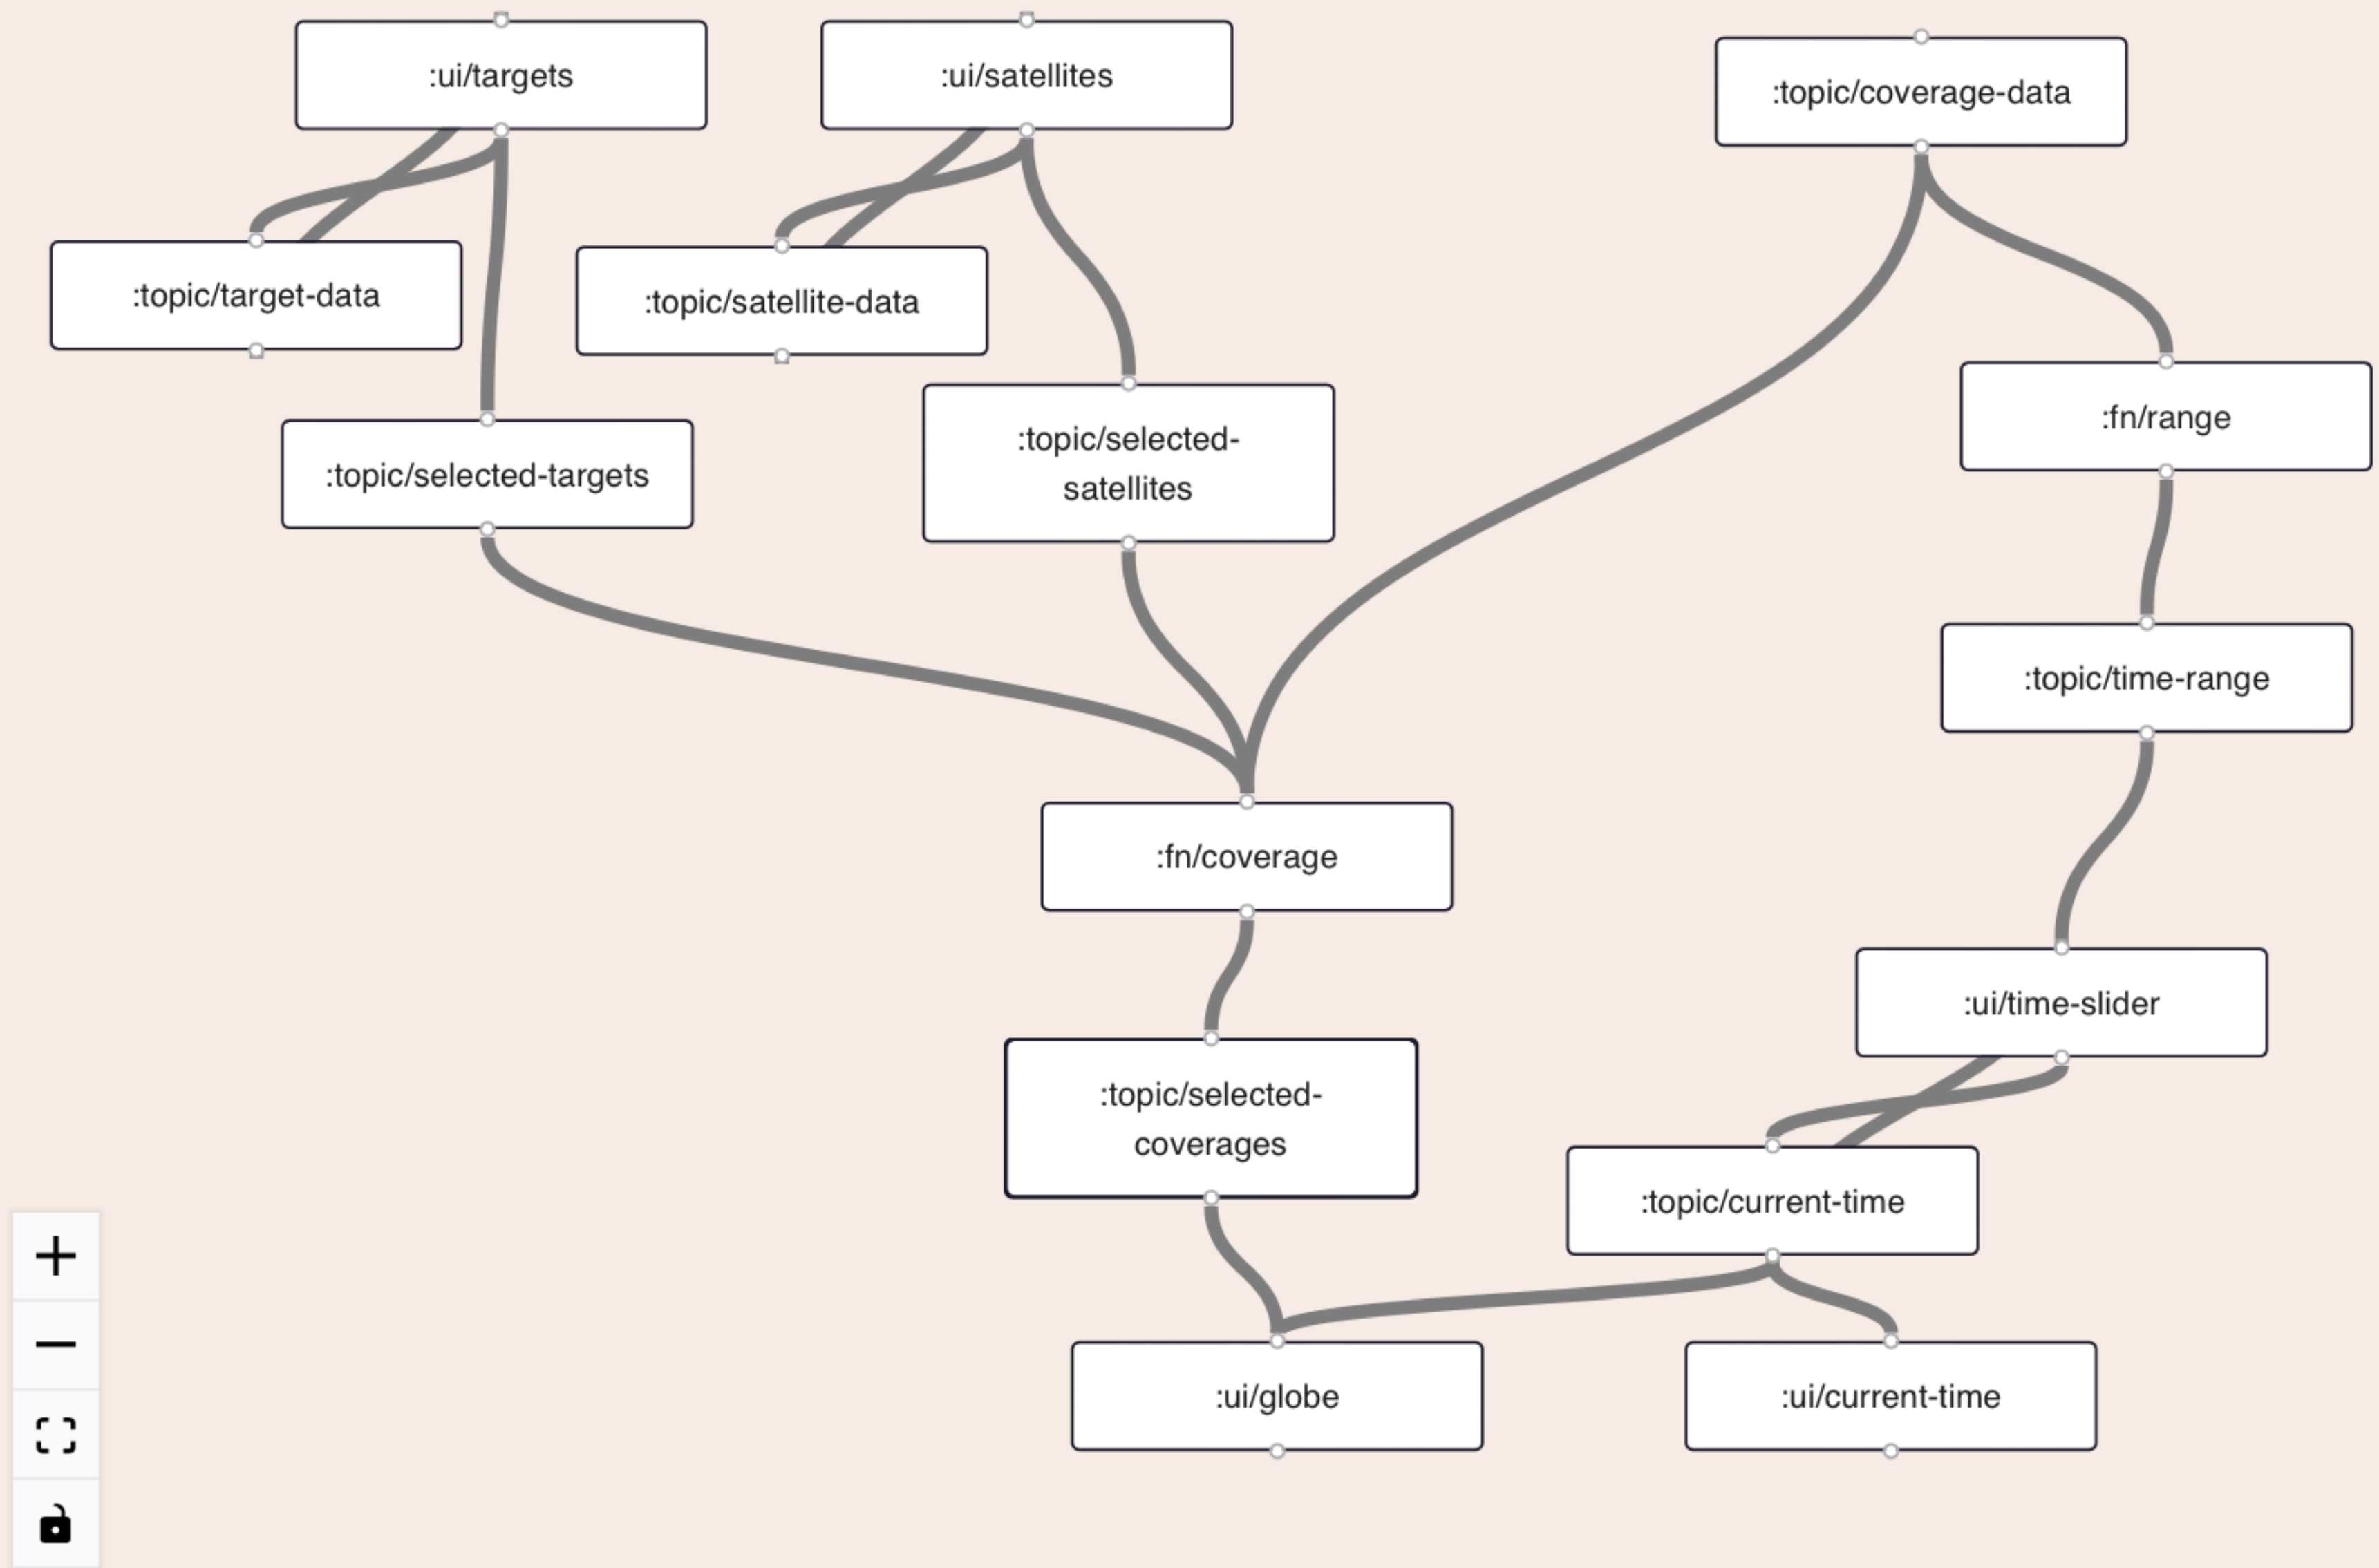 :ui/targets
:ui/satellites
:topic/coverage-data
:topic/target-data
:topic/satellite-data
:topic/selected-targets
:topic/selected-
satellites
:fn/range
:topic/time-range
:fn/coverage
:ui/time-slider
:topic/selected-
coverages
:topic/current-time
:ui/globe
:ui/current-time